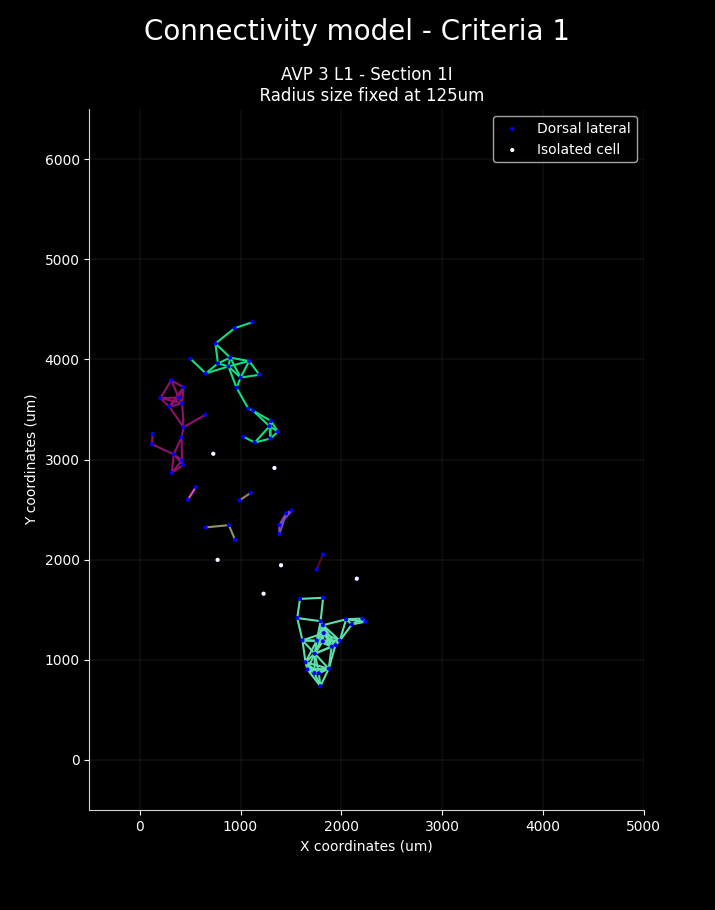 Connectivity model - Criteria 1
AVP 3 L1 - Section 1I
Radius size fixed at 125um
Dorsal lateral
Isolated cell
6000
5000
4000
3000
2000
1000
0
Y coordinates (um)
0 1000 2000 3000 4000 5000
X coordinates (um)